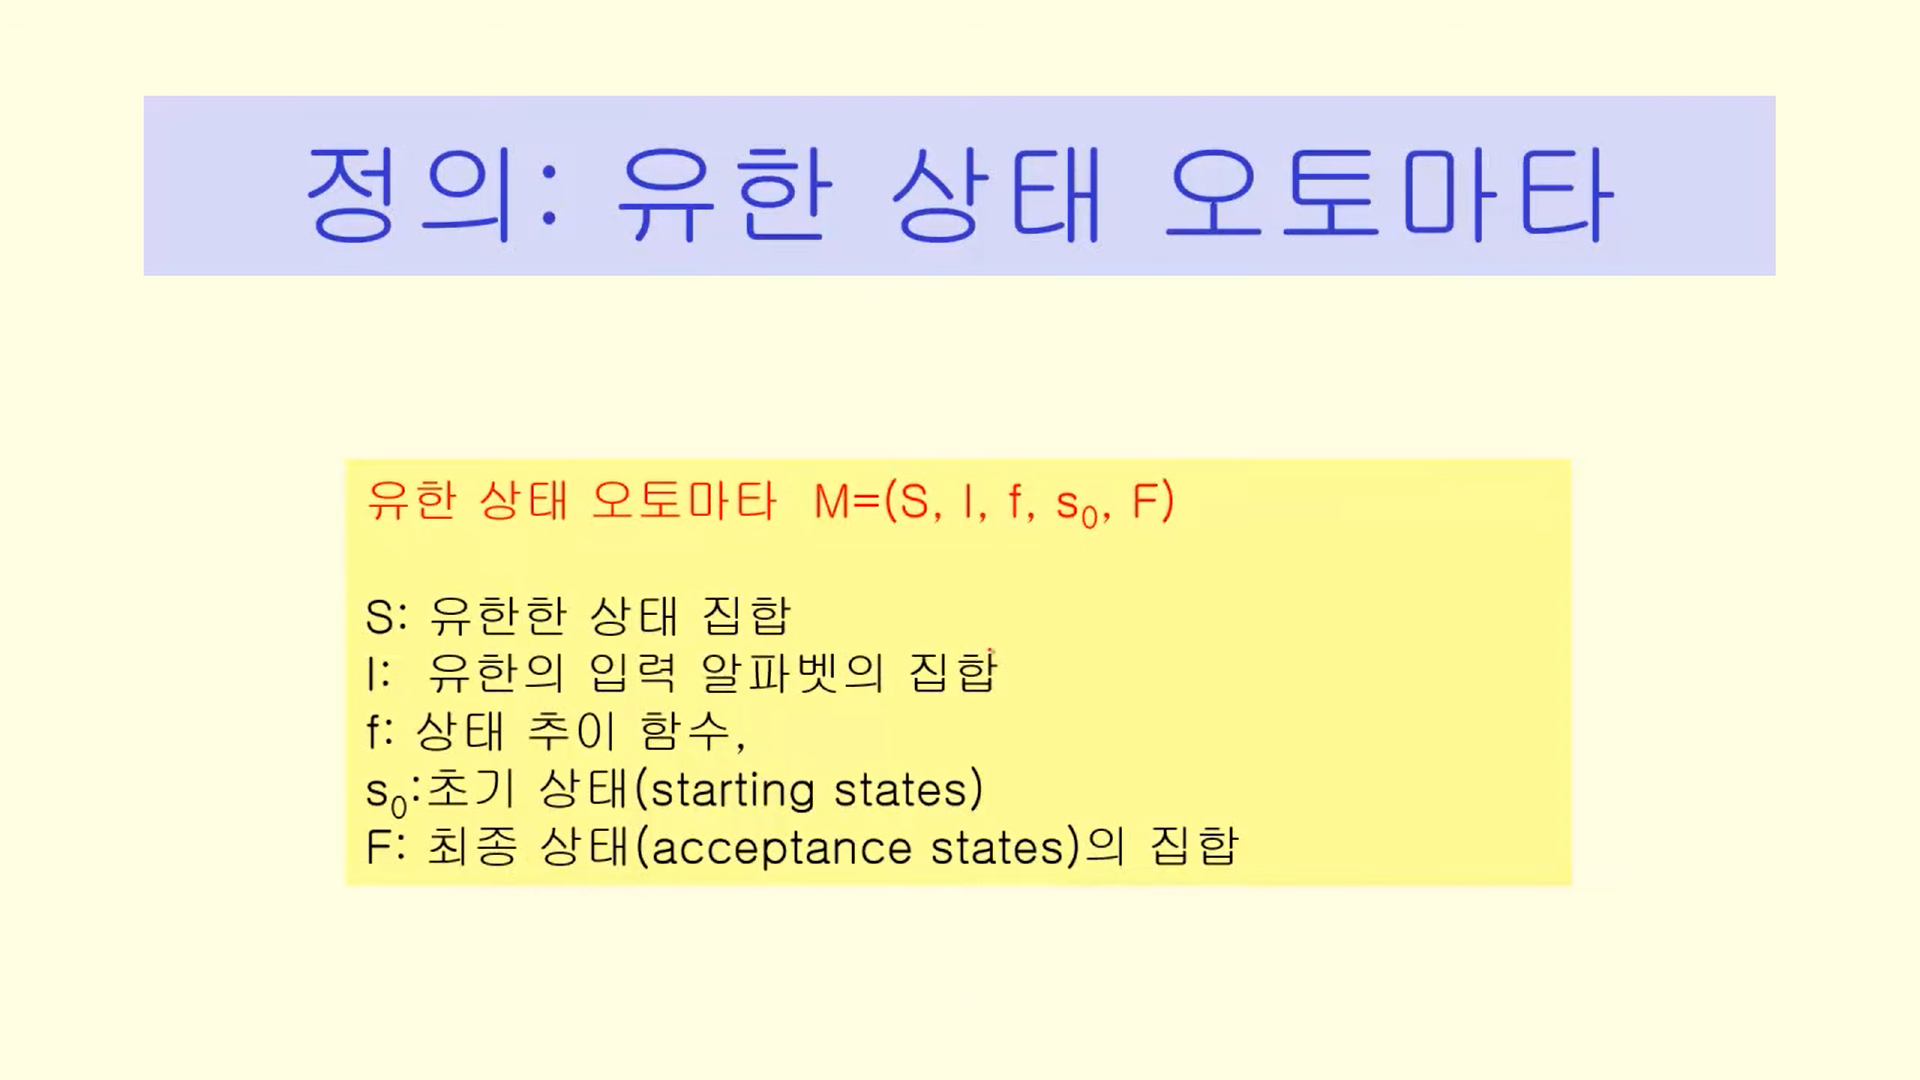 정의: 유한 상태 오토마타
유한 상태 오토마타 M=(S, I, f, s₀, F)
S: 유한한 상태 집합
I: 유한의 입력 알파벳의 집합
f: 상태 추이 함수,
s₀:초기 상태(starting states)
F: 최종 상태(acceptance states)의 집합